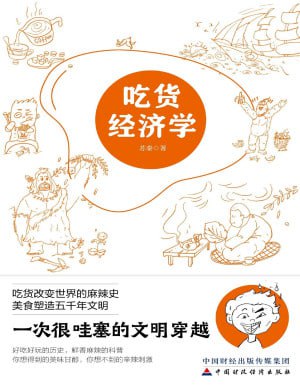 吃货
经济学
吃货改变世界的麻辣史
美食塑造五千年文明
一次很哇塞的文明穿越
好吃好玩的历史，鲜香麻辣的科普
你想得到的美味甘醇，你想不到的辛辣刺激
中国财经出版传媒集团
中国财政经济出版社